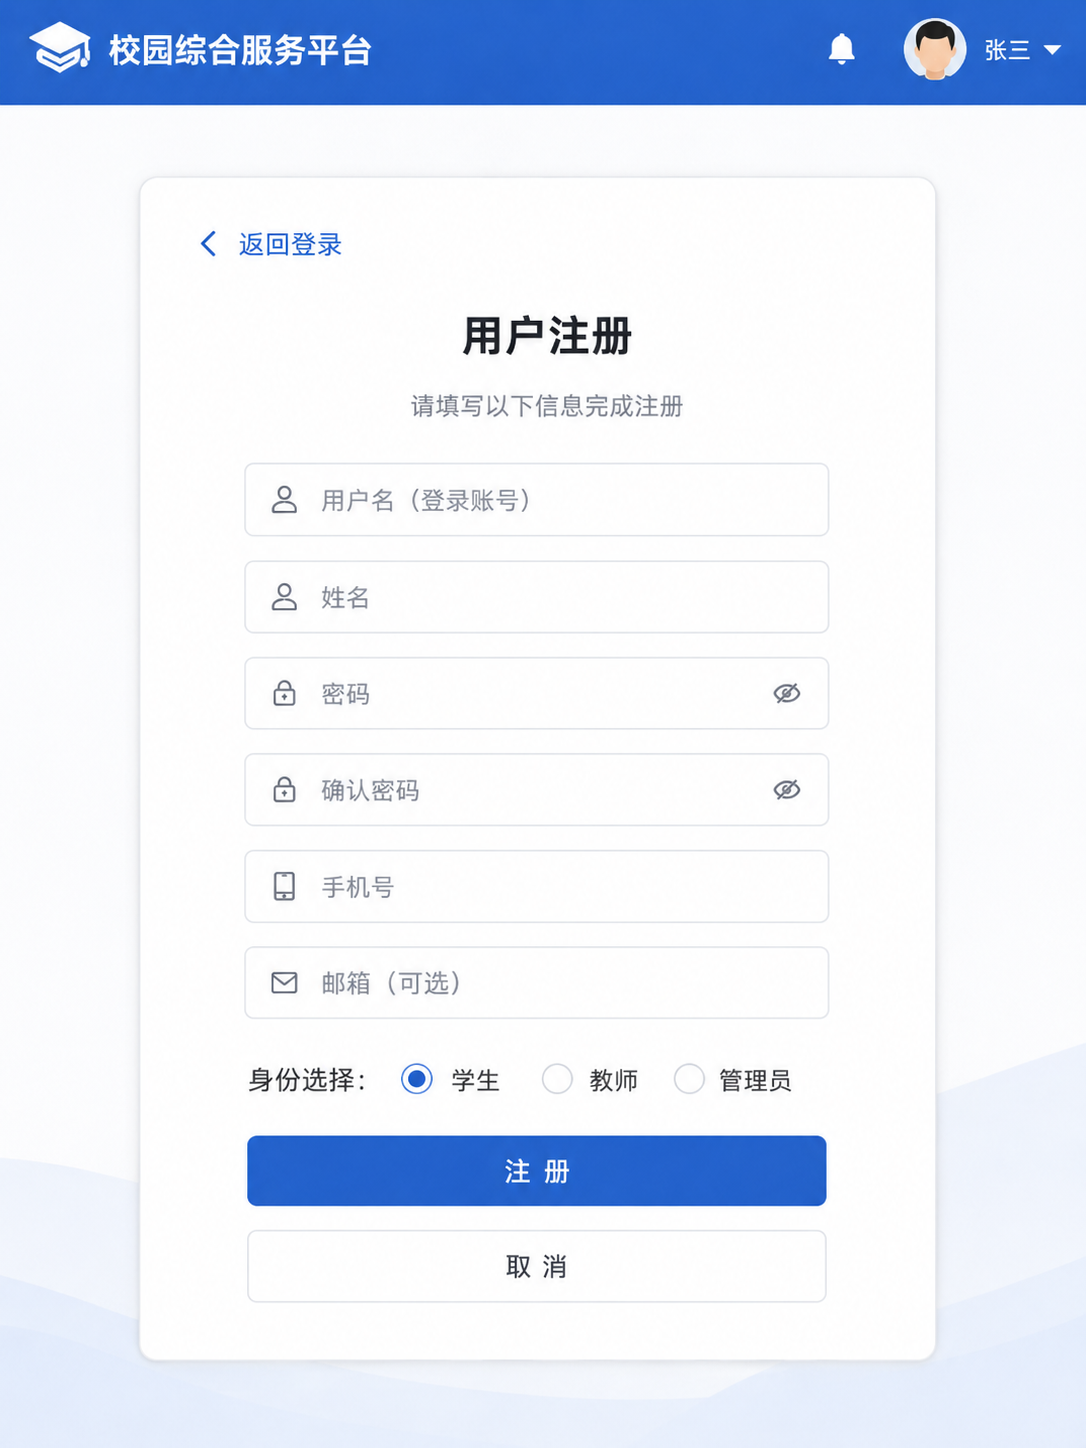 校园综合服务平台
张三
返回登录
用户注册
请填写以下信息完成注册
用户名（登录账号）
姓名
密码
确认密码
手机号
邮箱（可选）
身份选择： 学生 教师 管理员
注 册
取 消